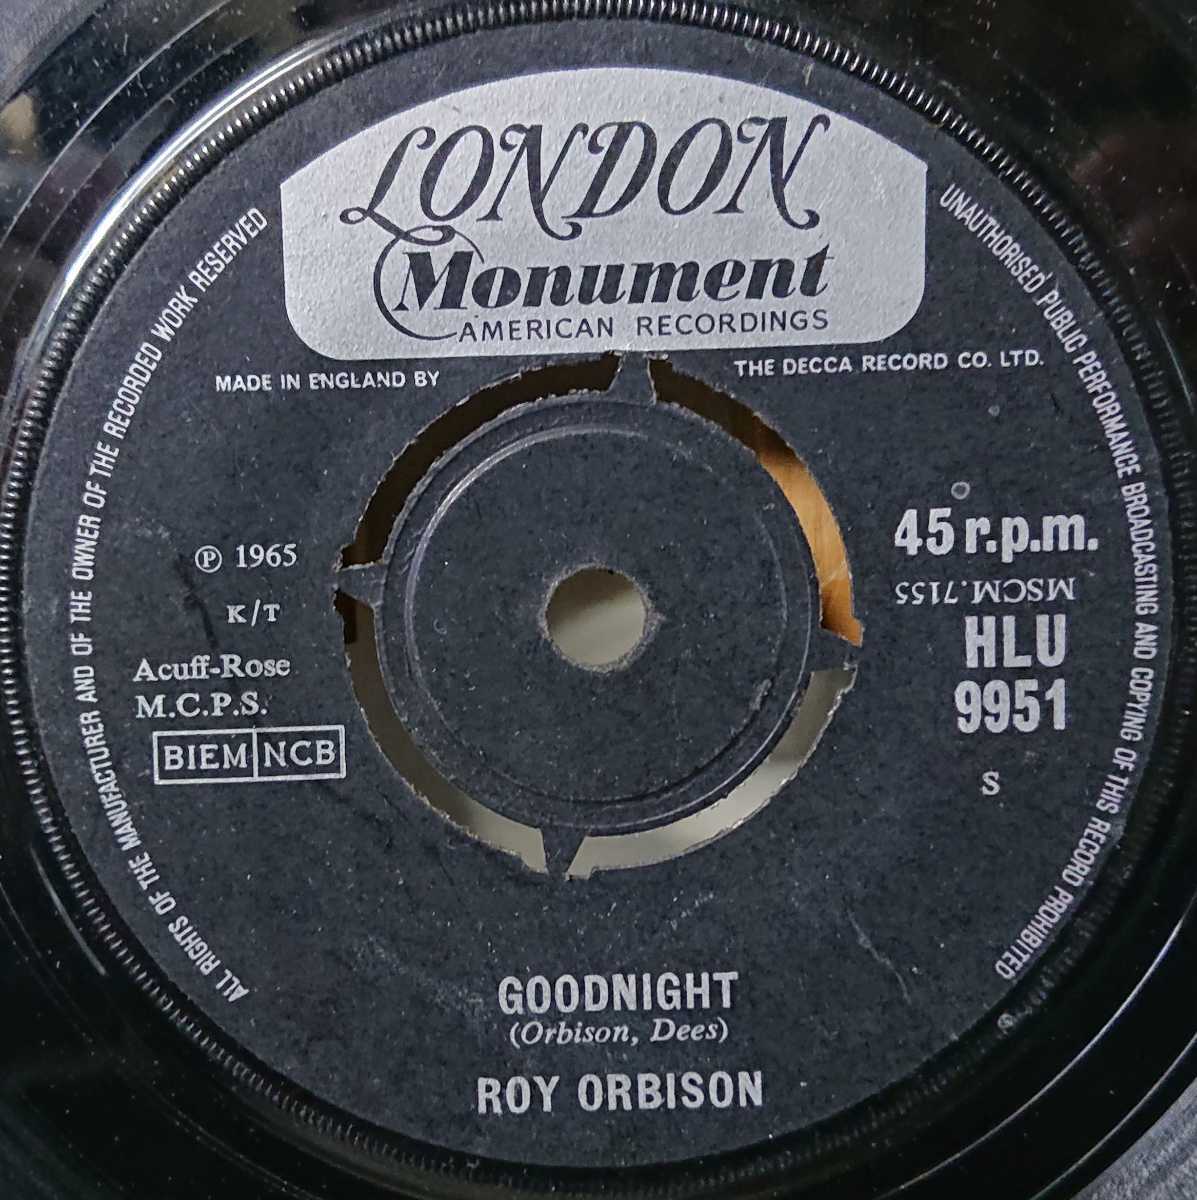 LONDON
Monument
AMERICAN RECORDINGS
MADE IN ENGLAND BY
THE DECCA RECORD CO. LTD.
ALL RIGHTS OF THE MANUFACTURER AND OF THE OWNER OF THE RECORDED WORK RESERVED
UNAUTHORISED PUBLIC PERFORMANCE BROADCASTING AND COPYING OF THIS RECORD PROHIBITED
℗ 1965
K/T
Acuff-Rose
M.C.P.S.
BIEM NCB
45 r.p.m.
MSCM.7155
HLU
9951
S
GOODNIGHT
(Orbison, Dees)
ROY ORBISON